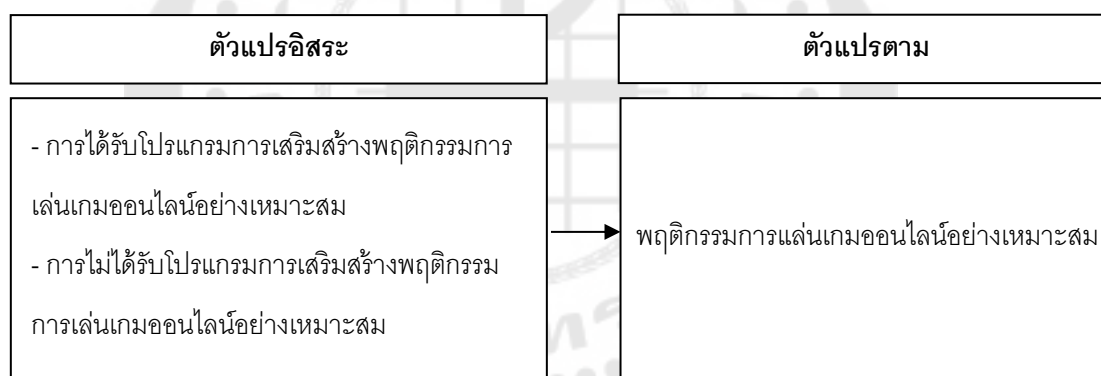 ตัวแปรอิสระ
ตัวแปรตาม
- การได้รับโปรแกรมการเสริมสร้างพฤติกรรมการ
เล่นเกมออนไลน์อย่างเหมาะสม
- การไม่ได้รับโปรแกรมการเสริมสร้างพฤติกรรม
การเล่นเกมออนไลน์อย่างเหมาะสม
พฤติกรรมการแล่นเกมออนไลน์อย่างเหมาะสม